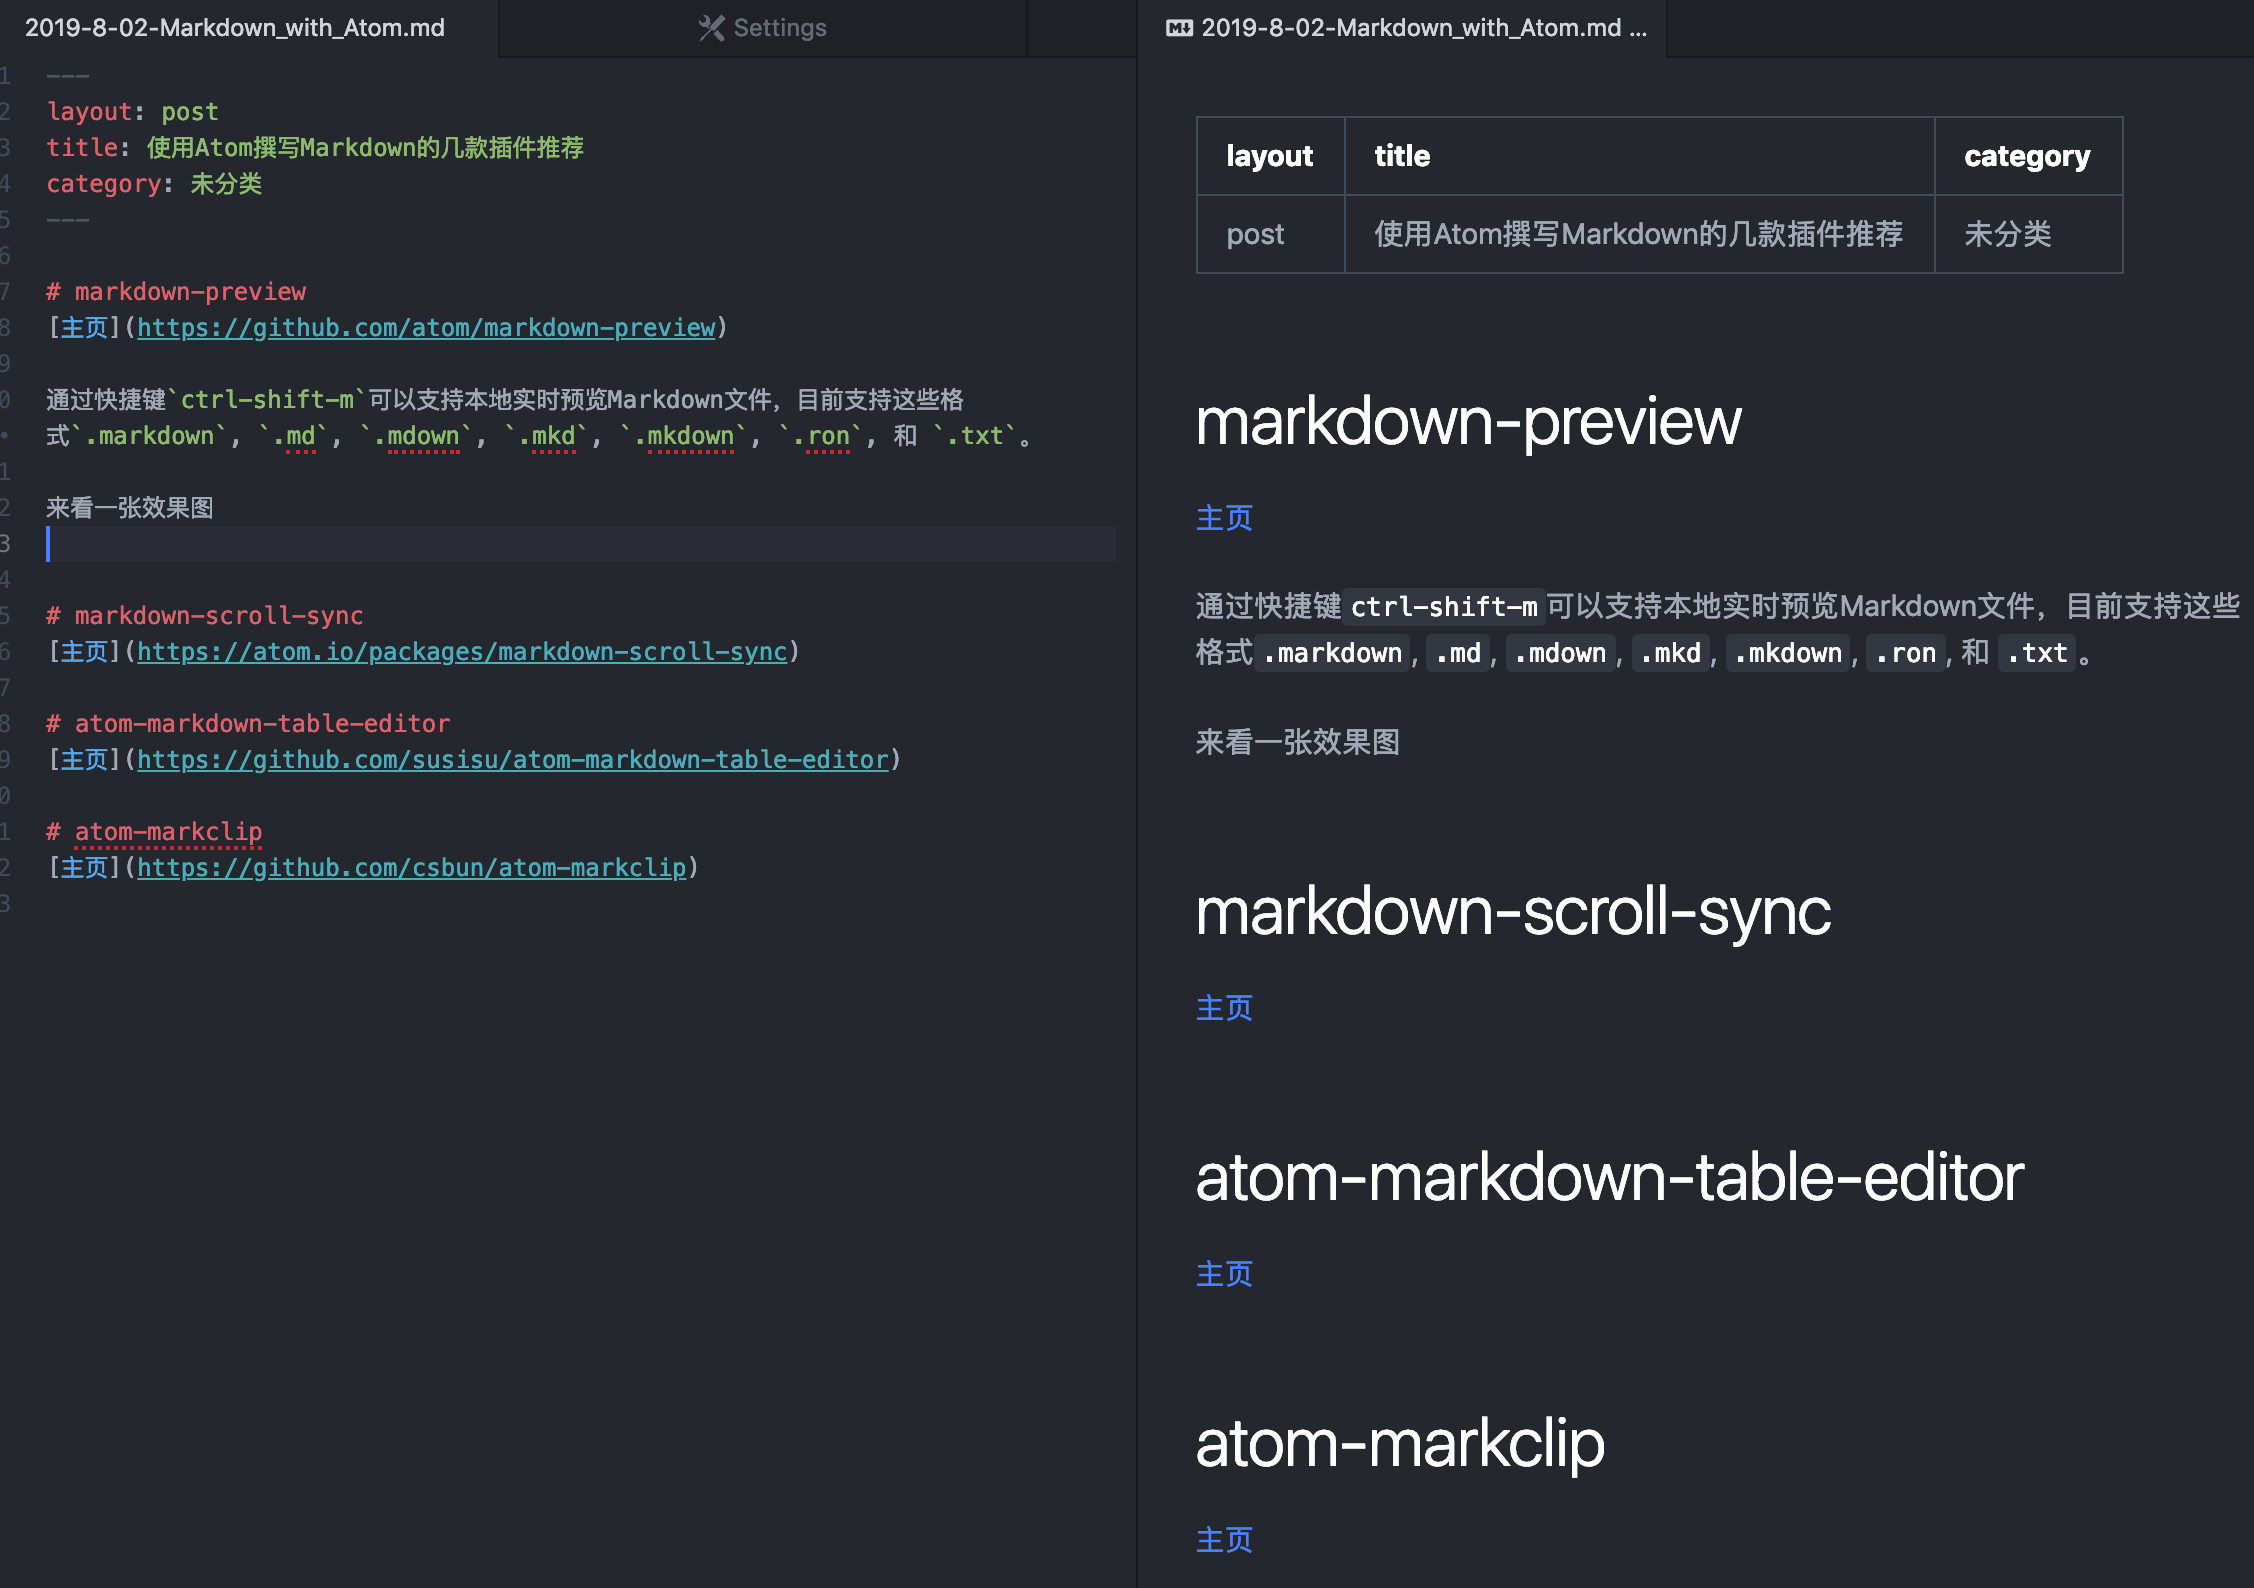 2019-8-02-Markdown_with_Atom.md
Settings
1 ---
2 layout: post
3 title: 使用Atom撰写Markdown的几款插件推荐
4 category: 未分类
5 ---
6
7 # markdown-preview
8 [主页](https://github.com/atom/markdown-preview)
9
0 通过快捷键`ctrl-shift-m`可以支持本地实时预览Markdown文件，目前支持这些格
• 式`.markdown`, `.md`, `.mdown`, `.mkd`, `.mkdown`, `.ron`, 和 `.txt`。
1
2 来看一张效果图
3
4
5 # markdown-scroll-sync
6 [主页](https://atom.io/packages/markdown-scroll-sync)
7
8 # atom-markdown-table-editor
9 [主页](https://github.com/susisu/atom-markdown-table-editor)
0
1 # atom-markclip
2 [主页](https://github.com/csbun/atom-markclip)
3
2019-8-02-Markdown_with_Atom.md ...
layout title category
post 使用Atom撰写Markdown的几款插件推荐 未分类
markdown-preview
主页
通过快捷键 ctrl-shift-m 可以支持本地实时预览Markdown文件，目前支持这些
格式 .markdown , .md , .mdown , .mkd , .mkdown , .ron , 和 .txt 。
来看一张效果图
markdown-scroll-sync
主页
atom-markdown-table-editor
主页
atom-markclip
主页